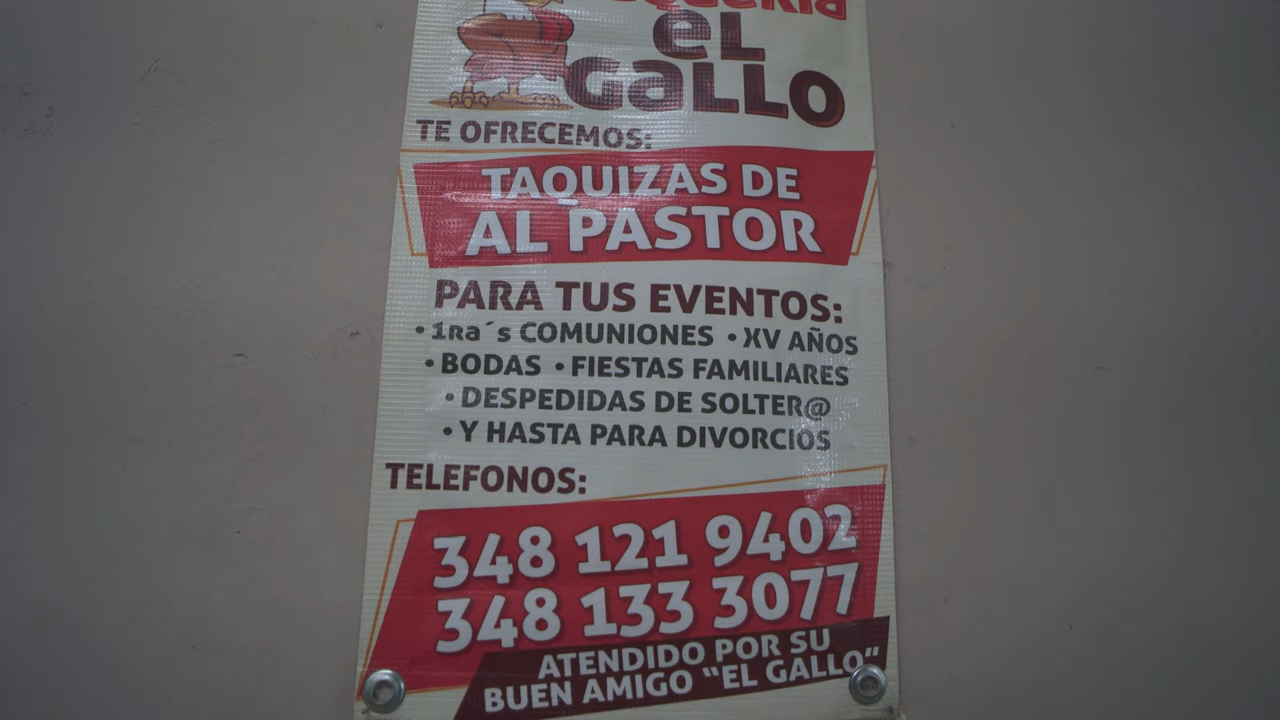 eL
GaLLO
TE OFRECEMOS:
TAQUIZAS DE
AL PASTOR
PARA TUS EVENTOS:
• 1Ra´s COMUNIONES • XV AÑOS
• BODAS • FIESTAS FAMILIARES
• DESPEDIDAS DE SOLTER@
• Y HASTA PARA DIVORCIOS
TELEFONOS:
348 121 9402
348 133 3077
ATENDIDO POR SU
BUEN AMIGO "EL GALLO"